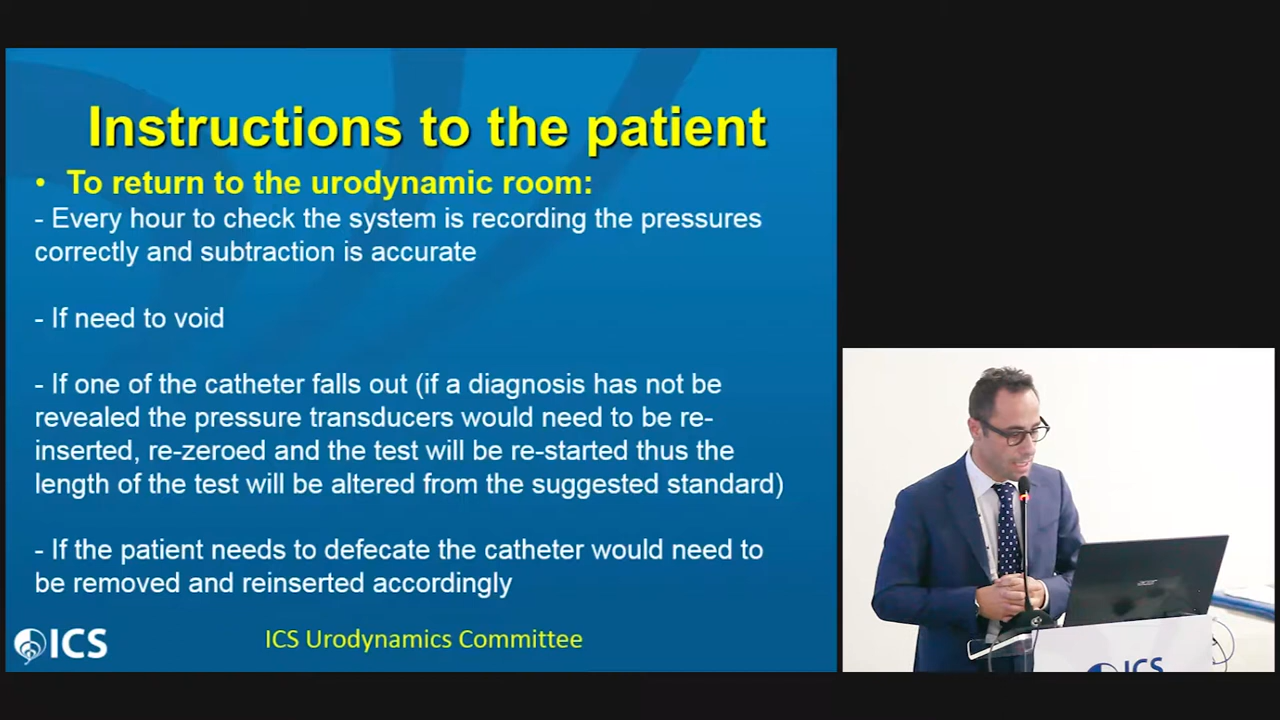 Instructions to the patient
• To return to the urodynamic room:
- Every hour to check the system is recording the pressures
correctly and subtraction is accurate
- If need to void
- If one of the catheter falls out (if a diagnosis has not be
revealed the pressure transducers would need to be re-
inserted, re-zeroed and the test will be re-started thus the
length of the test will be altered from the suggested standard)
- If the patient needs to defecate the catheter would need to
be removed and reinserted accordingly
ICS
ICS Urodynamics Committee
acer
ICS